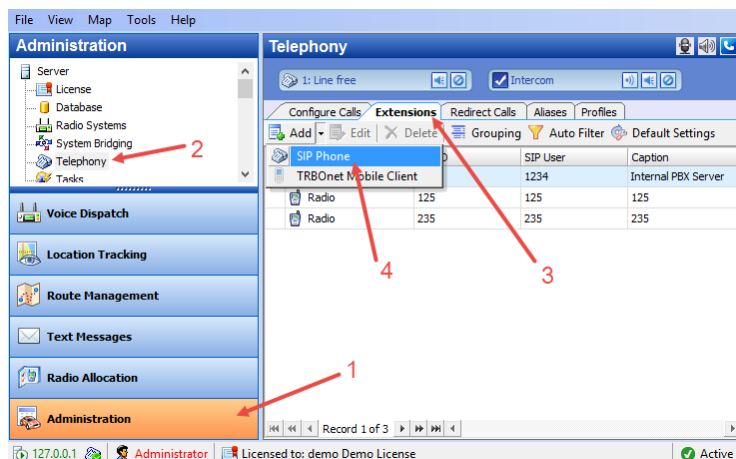 File View Map Tools Help
Administration
Server
License
Database
Radio Systems
System Bridging
Telephony
Tasks
2
Voice Dispatch
Location Tracking
Route Management
Text Messages
Radio Allocation
Administration
1
Telephony
1: Line free Intercom
Configure Calls Extensions Redirect Calls Aliases Profiles
Add Edit Delete Grouping Auto Filter Default Settings
SIP Phone
TRBOnet Mobile Client
SIP User Caption
1234 Internal PBX Server
Radio 125 125 125
Radio 235 235 235
4
3
Record 1 of 3
127.0.0.1 Administrator Licensed to: demo Demo License Active